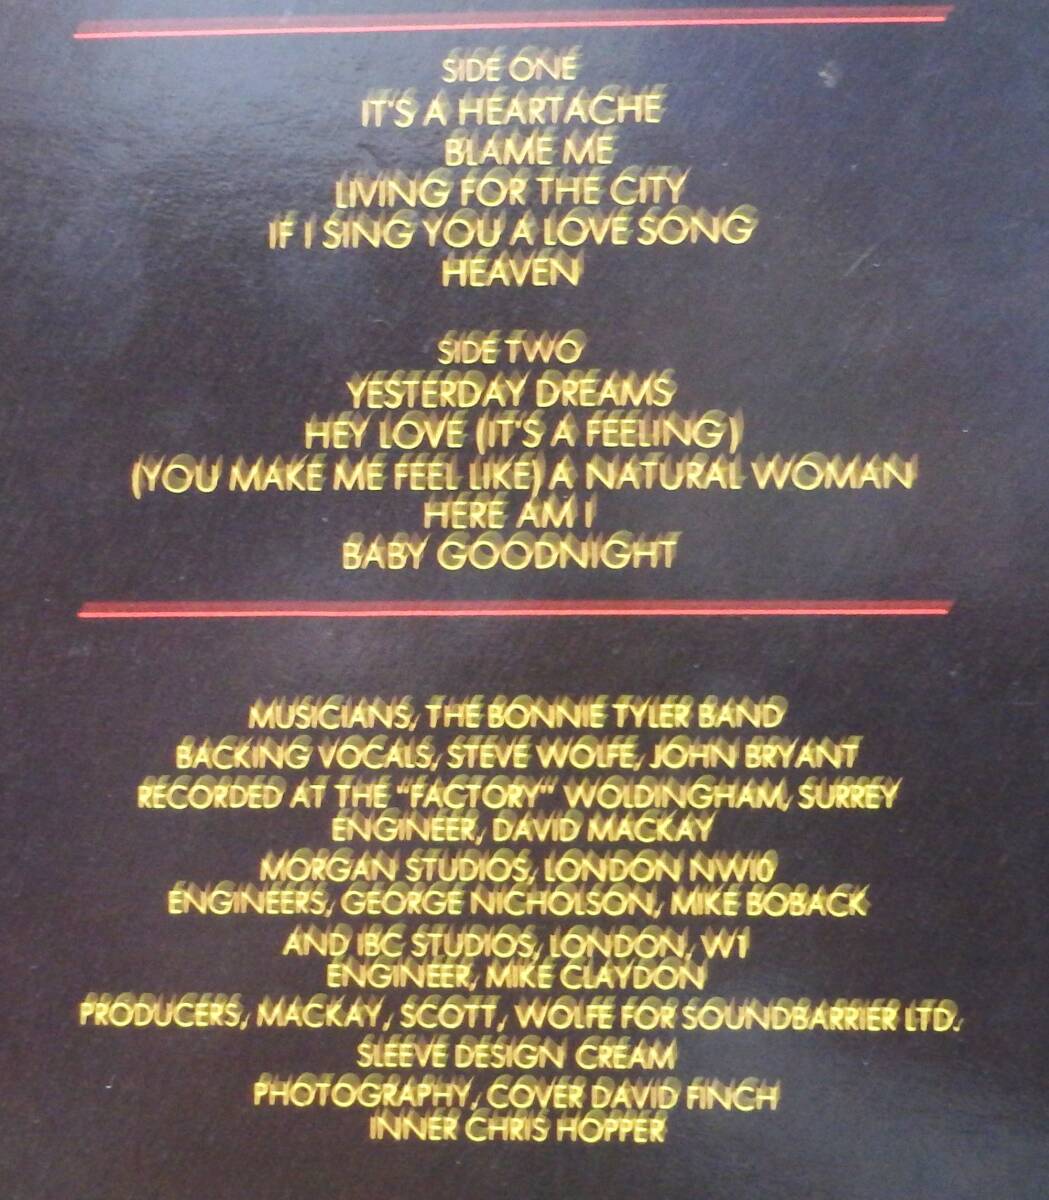 SIDE ONE
IT'S A HEARTACHE
BLAME ME
LIVING FOR THE CITY
IF I SING YOU A LOVE SONG
HEAVEN
SIDE TWO
YESTERDAY DREAMS
HEY LOVE (IT'S A FEELING)
(YOU MAKE ME FEEL LIKE) A NATURAL WOMAN
HERE AM I
BABY GOODNIGHT
MUSICIANS, THE BONNIE TYLER BAND
BACKING VOCALS, STEVE WOLFE, JOHN BRYANT
RECORDED AT THE "FACTORY" WOLDINGHAM, SURREY
ENGINEER, DAVID MACKAY
MORGAN STUDIOS, LONDON NW10
ENGINEERS, GEORGE NICHOLSON, MIKE BOBACK
AND IBC STUDIOS, LONDON, W1
ENGINEER, MIKE CLAYDON
PRODUCERS, MACKAY, SCOTT, WOLFE FOR SOUNDBARRIER LTD.
SLEEVE DESIGN CREAM
PHOTOGRAPHY, COVER DAVID FINCH
INNER CHRIS HOPPER